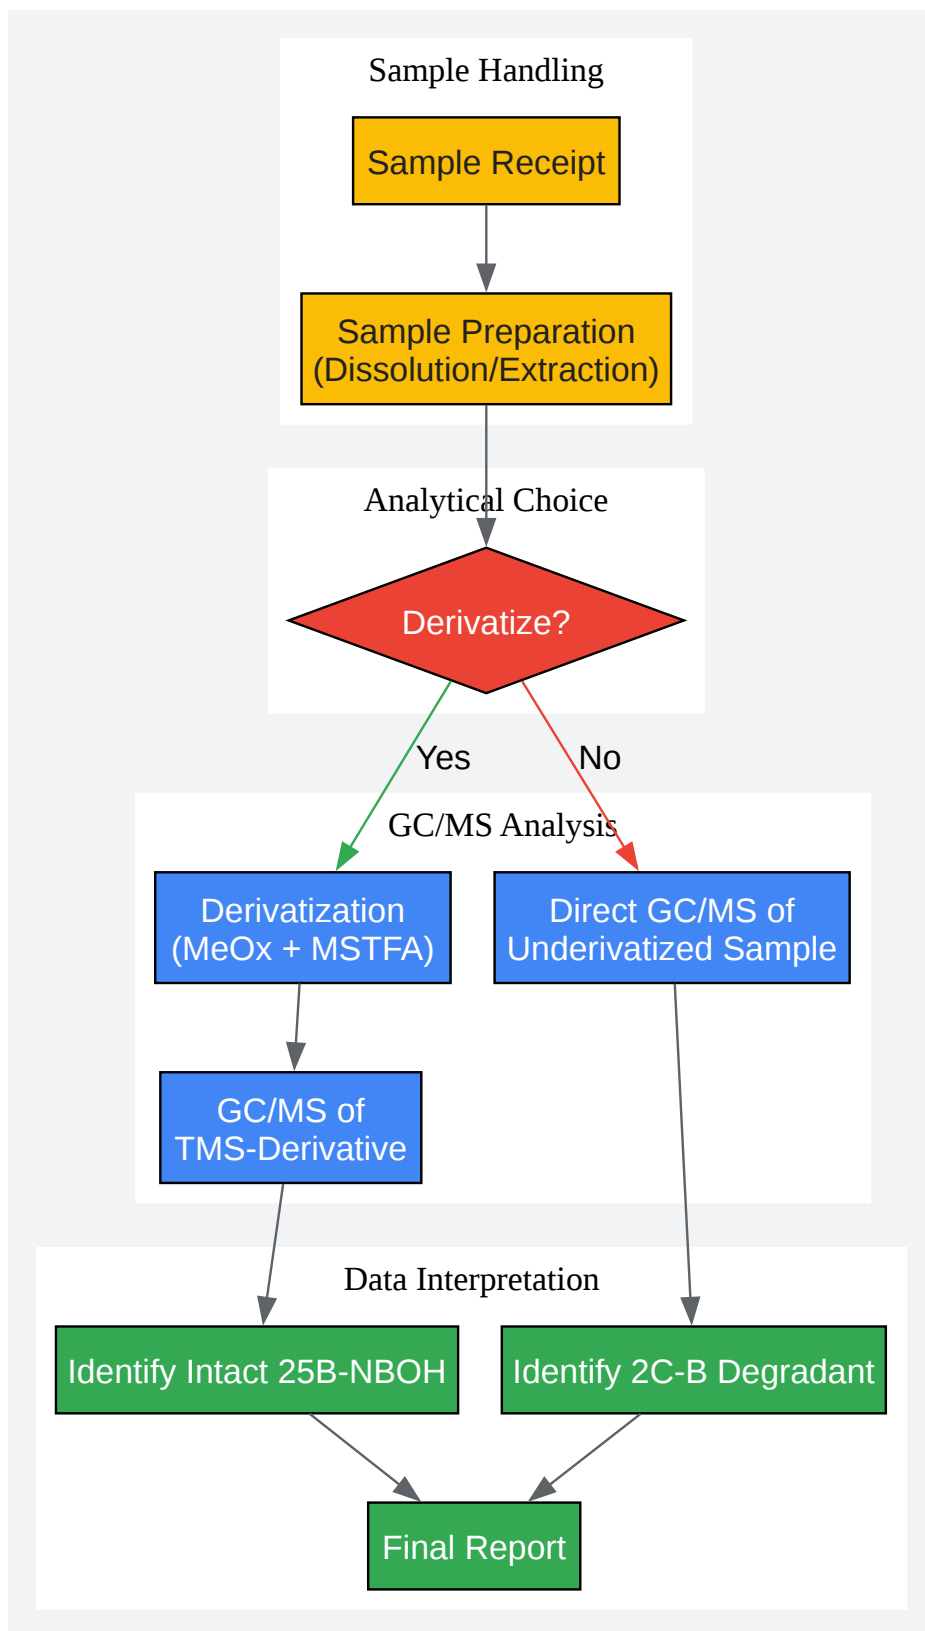 Sample Handling
Sample Receipt
Sample Preparation
(Dissolution/Extraction)
Analytical Choice
Derivatize?
Yes
No
GC/MS Analysis
Derivatization
(MeOx + MSTFA)
Direct GC/MS of
Underivatized Sample
GC/MS of
TMS-Derivative
Data Interpretation
Identify Intact 25B-NBOH
Identify 2C-B Degradant
Final Report